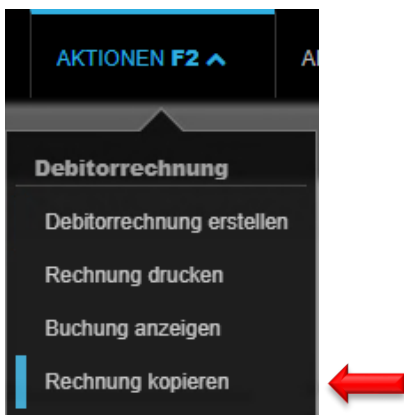 AKTIONEN F2
Debitorrechnung
Debitorrechnung erstellen
Rechnung drucken
Buchung anzeigen
Rechnung kopieren